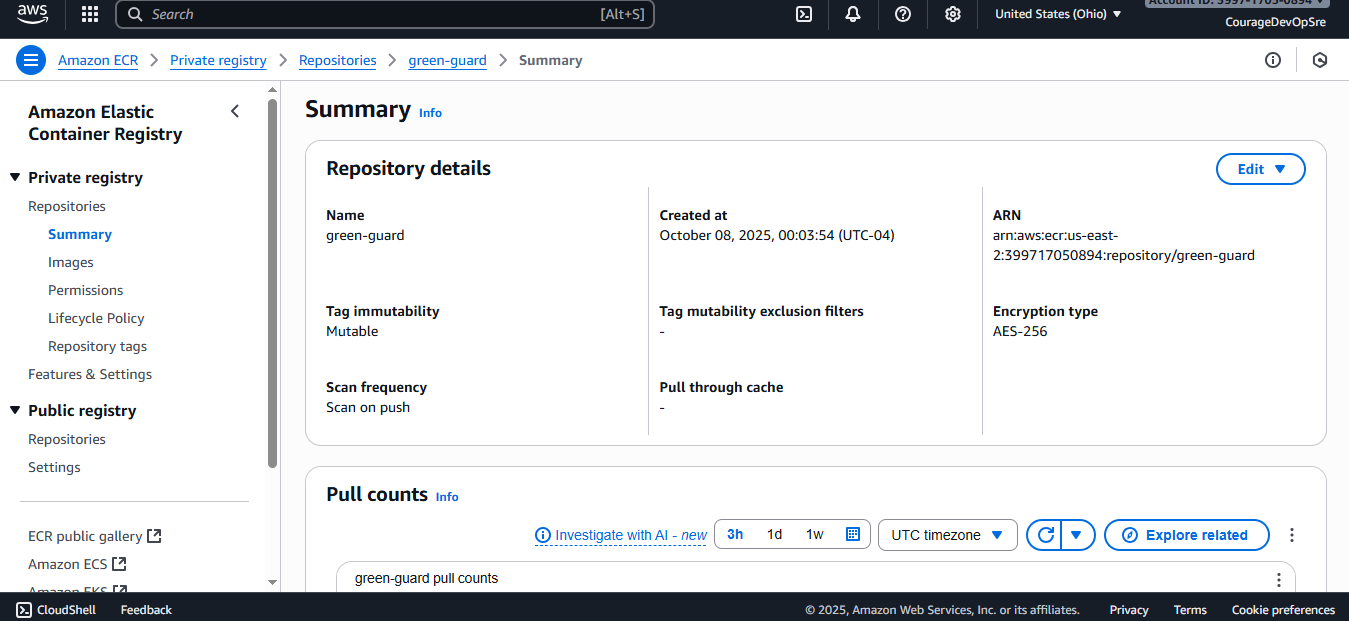 aws
Search [Alt+S]
United States (Ohio)
Account ID: 3997-1705-0894
CourageDevOpSre
Amazon ECR
Private registry
Repositories
green-guard
Summary
Amazon Elastic
Container Registry
Private registry
Repositories
Summary
Images
Permissions
Lifecycle Policy
Repository tags
Features & Settings
Public registry
Repositories
Settings
ECR public gallery
Amazon ECS
Amazon EKS
Summary Info
Repository details
Edit
Name
green-guard
Created at
October 08, 2025, 00:03:54 (UTC-04)
ARN
arn:aws:ecr:us-east-
2:399717050894:repository/green-guard
Tag immutability
Mutable
Tag mutability exclusion filters
-
Encryption type
AES-256
Scan frequency
Scan on push
Pull through cache
-
Pull counts Info
Investigate with AI - new
3h 1d 1w
UTC timezone
Explore related
green-guard pull counts
CloudShell Feedback
© 2025, Amazon Web Services, Inc. or its affiliates.
Privacy Terms Cookie preferences